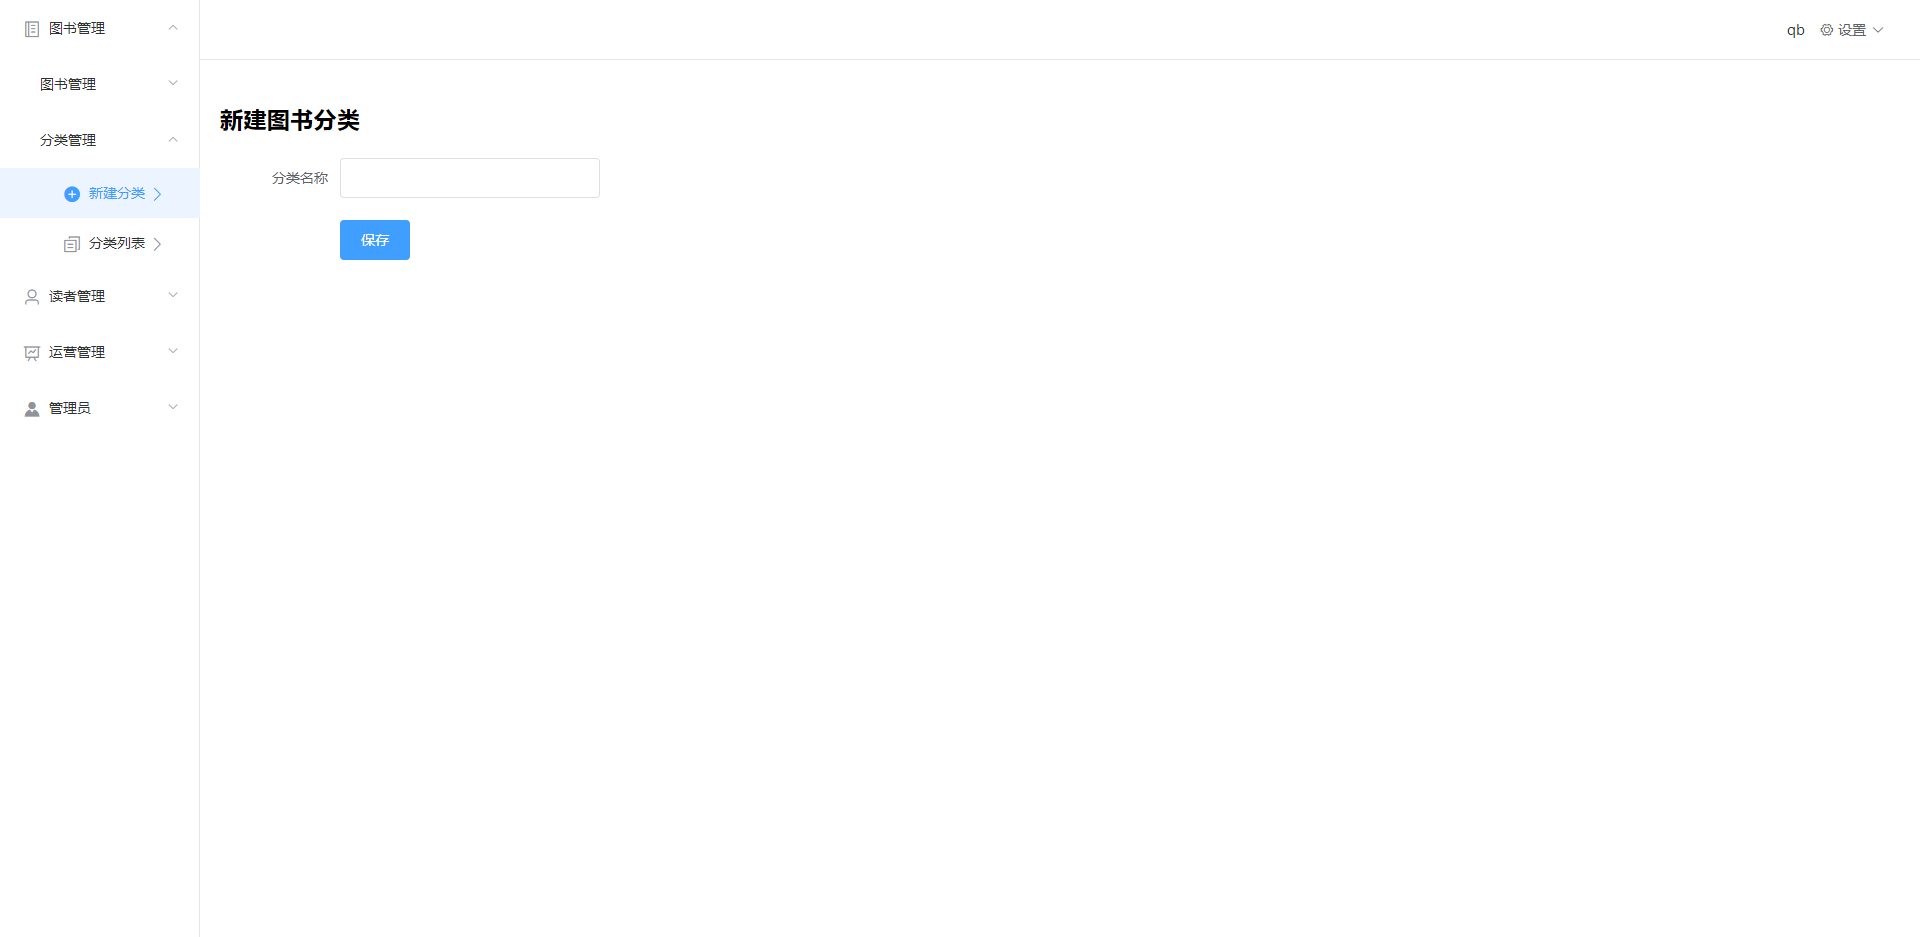 图书管理
图书管理
分类管理
新建分类
分类列表
读者管理
运营管理
管理员
qb 设置
新建图书分类
分类名称
保存